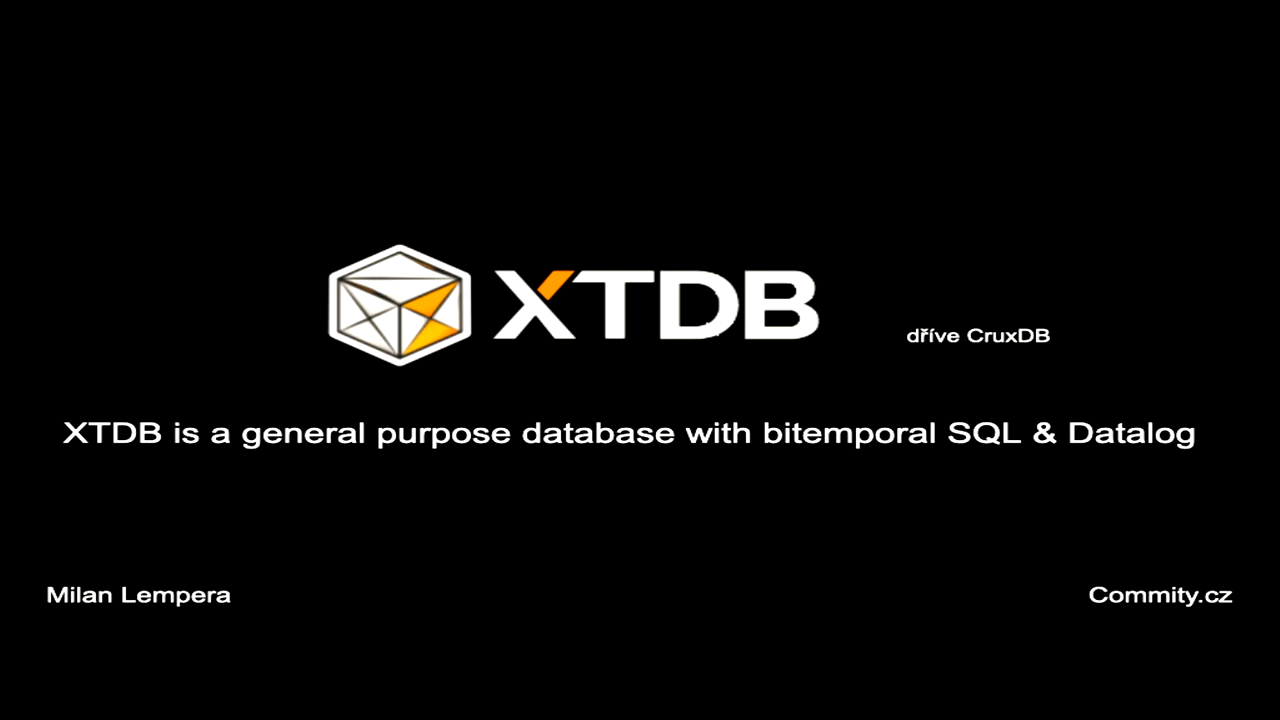 XTDB
dříve CruxDB
XTDB is a general purpose database with bitemporal SQL & Datalog
Milan Lempera
Commity.cz